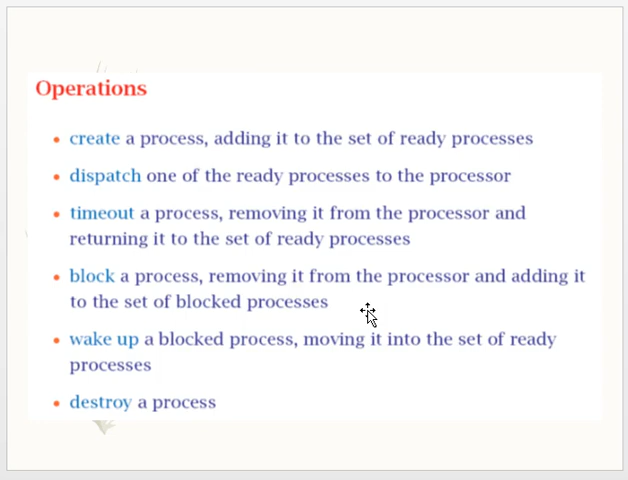 Operations
• create a process, adding it to the set of ready processes
• dispatch one of the ready processes to the processor
• timeout a process, removing it from the processor and
returning it to the set of ready processes
• block a process, removing it from the processor and adding it
to the set of blocked processes
• wake up a blocked process, moving it into the set of ready
processes
• destroy a process